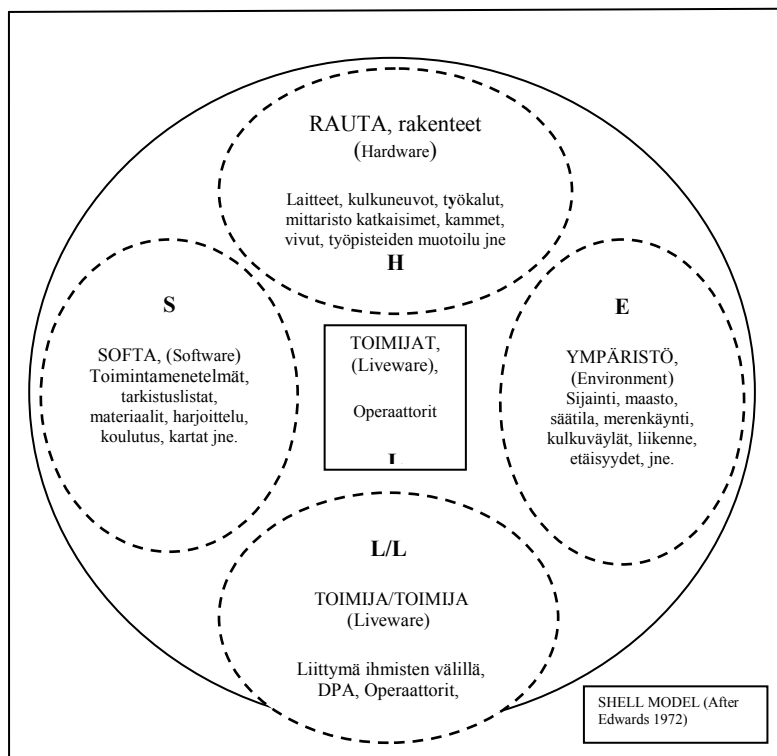 RAUTA, rakenteet
(Hardware)
Laitteet, kulkuneuvot, työkalut,
mittaristo katkaisimet, kammet,
vivut, työpisteiden muotoilu jne
H
S
SOFTA, (Software)
Toimintamenetelmät,
tarkistuslistat,
materiaalit, harjoittelu,
koulutus, kartat jne.
TOIMIJAT,
(Liveware),
Operaattorit
E
YMPÄRISTÖ,
(Environment)
Sijainti, maasto,
säätila, merenkäynti,
kulkuväylät, liikenne,
etäisyydet, jne.
L/L
TOIMIJA/TOIMIJA
(Liveware)
Liittymä ihmisten välillä,
DPA, Operaattorit,
SHELL MODEL (After
Edwards 1972)